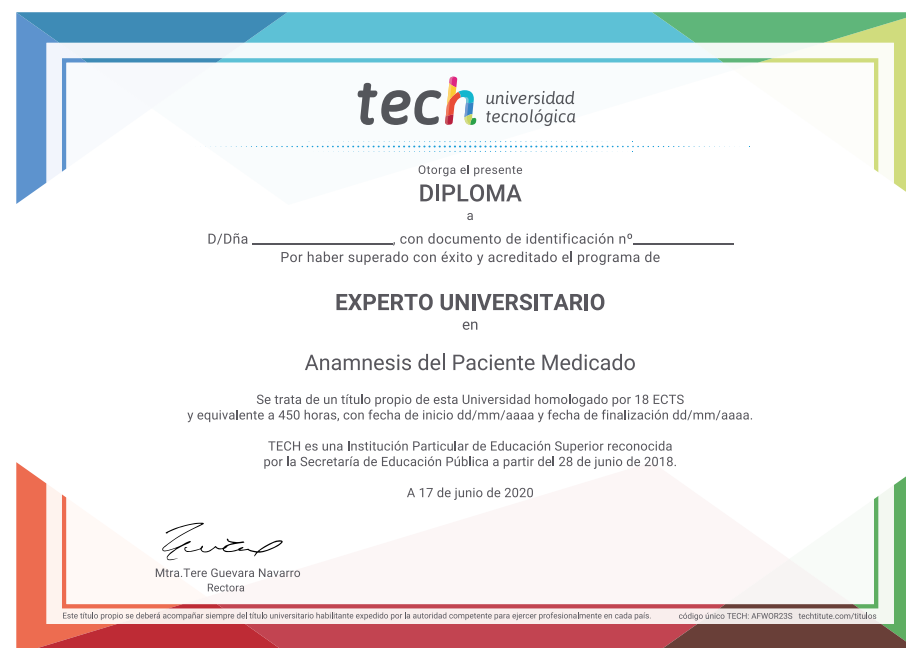 tech universidad
tecnológica
Otorga el presente
DIPLOMA
a
D/Dña ____________________, con documento de identificación nº______________
Por haber superado con éxito y acreditado el programa de
EXPERTO UNIVERSITARIO
en
Anamnesis del Paciente Medicado
Se trata de un título propio de esta Universidad homologado por 18 ECTS
y equivalente a 450 horas, con fecha de inicio dd/mm/aaaa y fecha de finalización dd/mm/aaaa.
TECH es una Institución Particular de Educación Superior reconocida
por la Secretaría de Educación Pública a partir del 28 de junio de 2018.
A 17 de junio de 2020
Mtra.Tere Guevara Navarro
Rectora
Este título propio se deberá acompañar siempre del título universitario habilitante expedido por la autoridad competente para ejercer profesionalmente en cada país. código único TECH: AFWOR23S techtitute.com/titulos